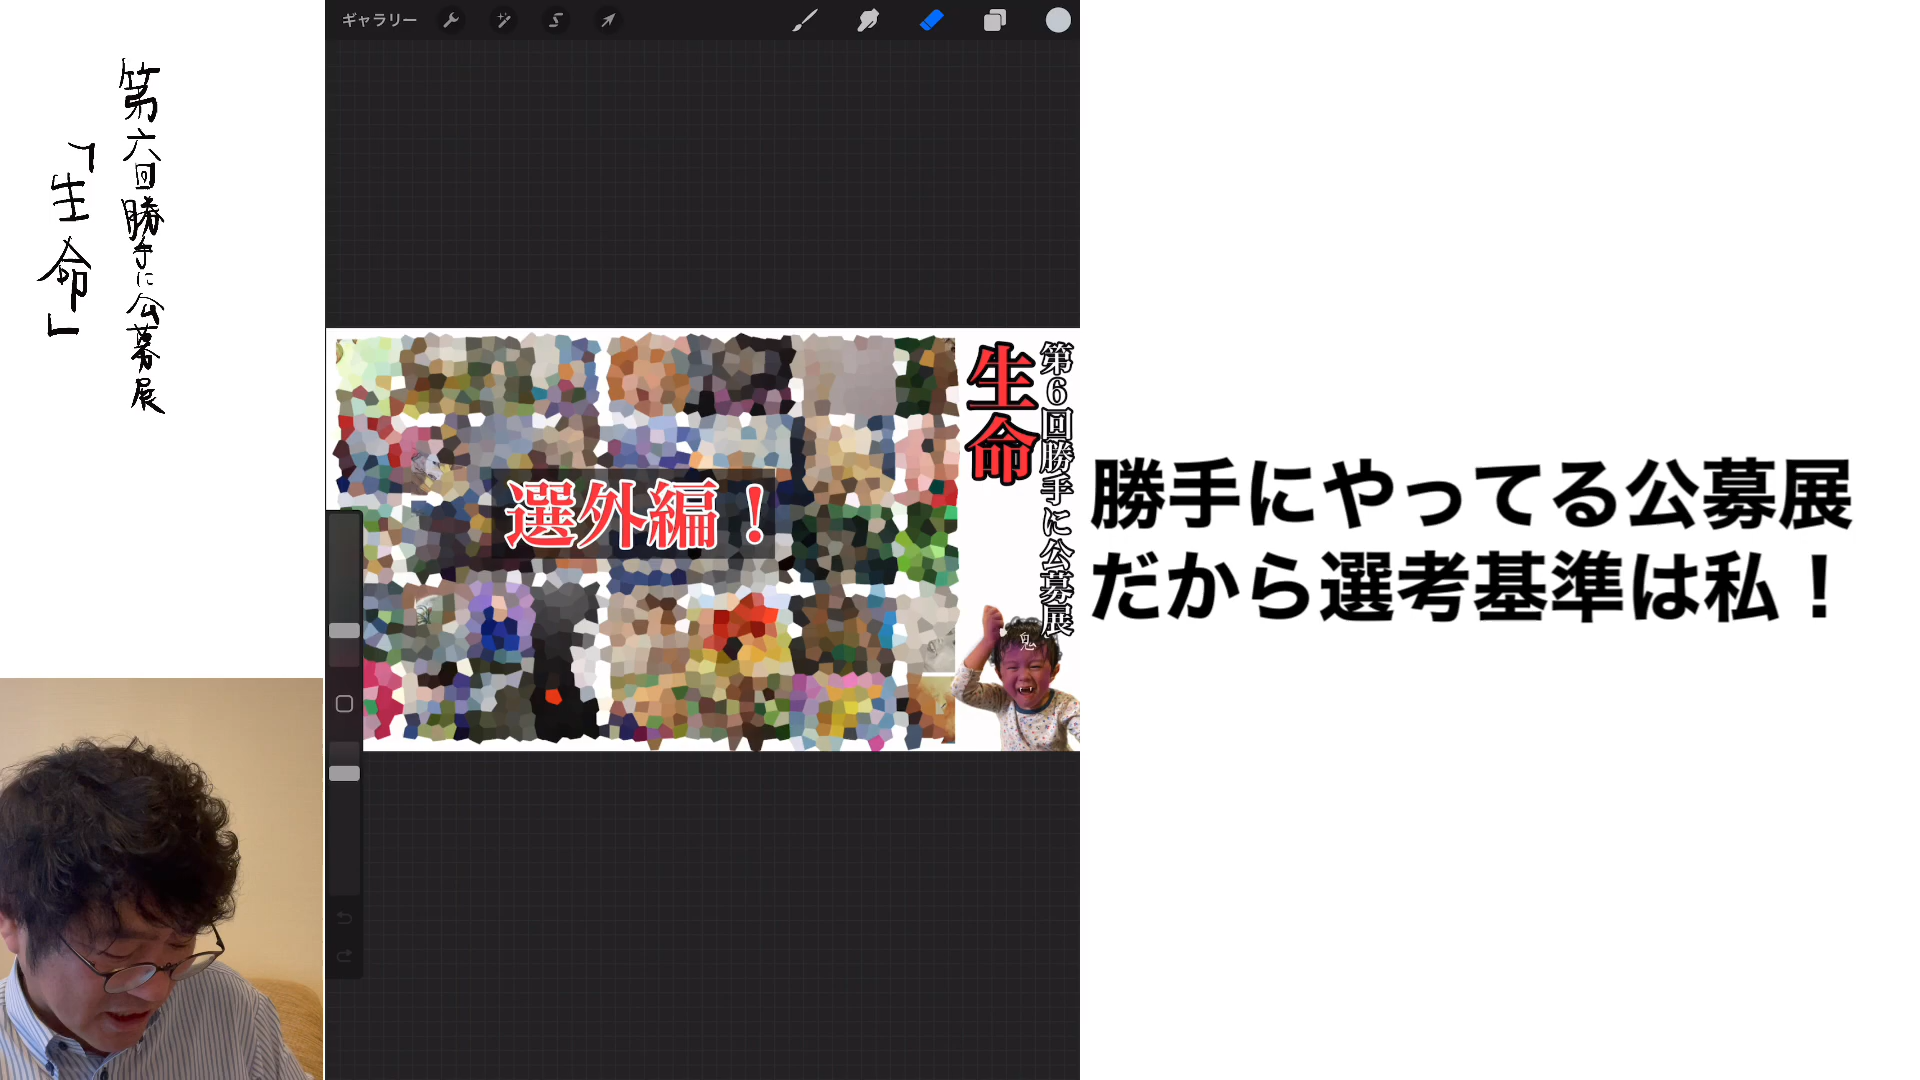 第六回勝手に公募展
「生命」
ギャラリー
第6回勝手に公募展
生命
選外編！
鬼
勝手にやってる公募展
だから選考基準は私！